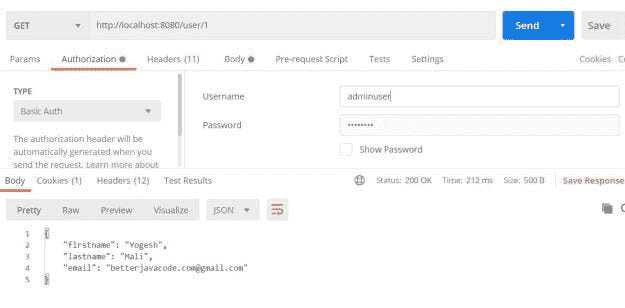 GET http://localhost:8080/user/1 Send Save
Params Authorization Headers (11) Body Pre-request Script Tests Settings Cookies
TYPE
Basic Auth
The authorization header will be
automatically generated when you
send the request. Learn more about
Username adminuser
Password ••••••••
Show Password
Body Cookies (1) Headers (12) Test Results Status: 200 OK Time: 212 ms Size: 500 B Save Response
Pretty Raw Preview Visualize JSON
1 {
2 "firstname": "Yogesh",
3 "lastname": "Mali",
4 "email": "betterjavacode.com@gmail.com"
5 }